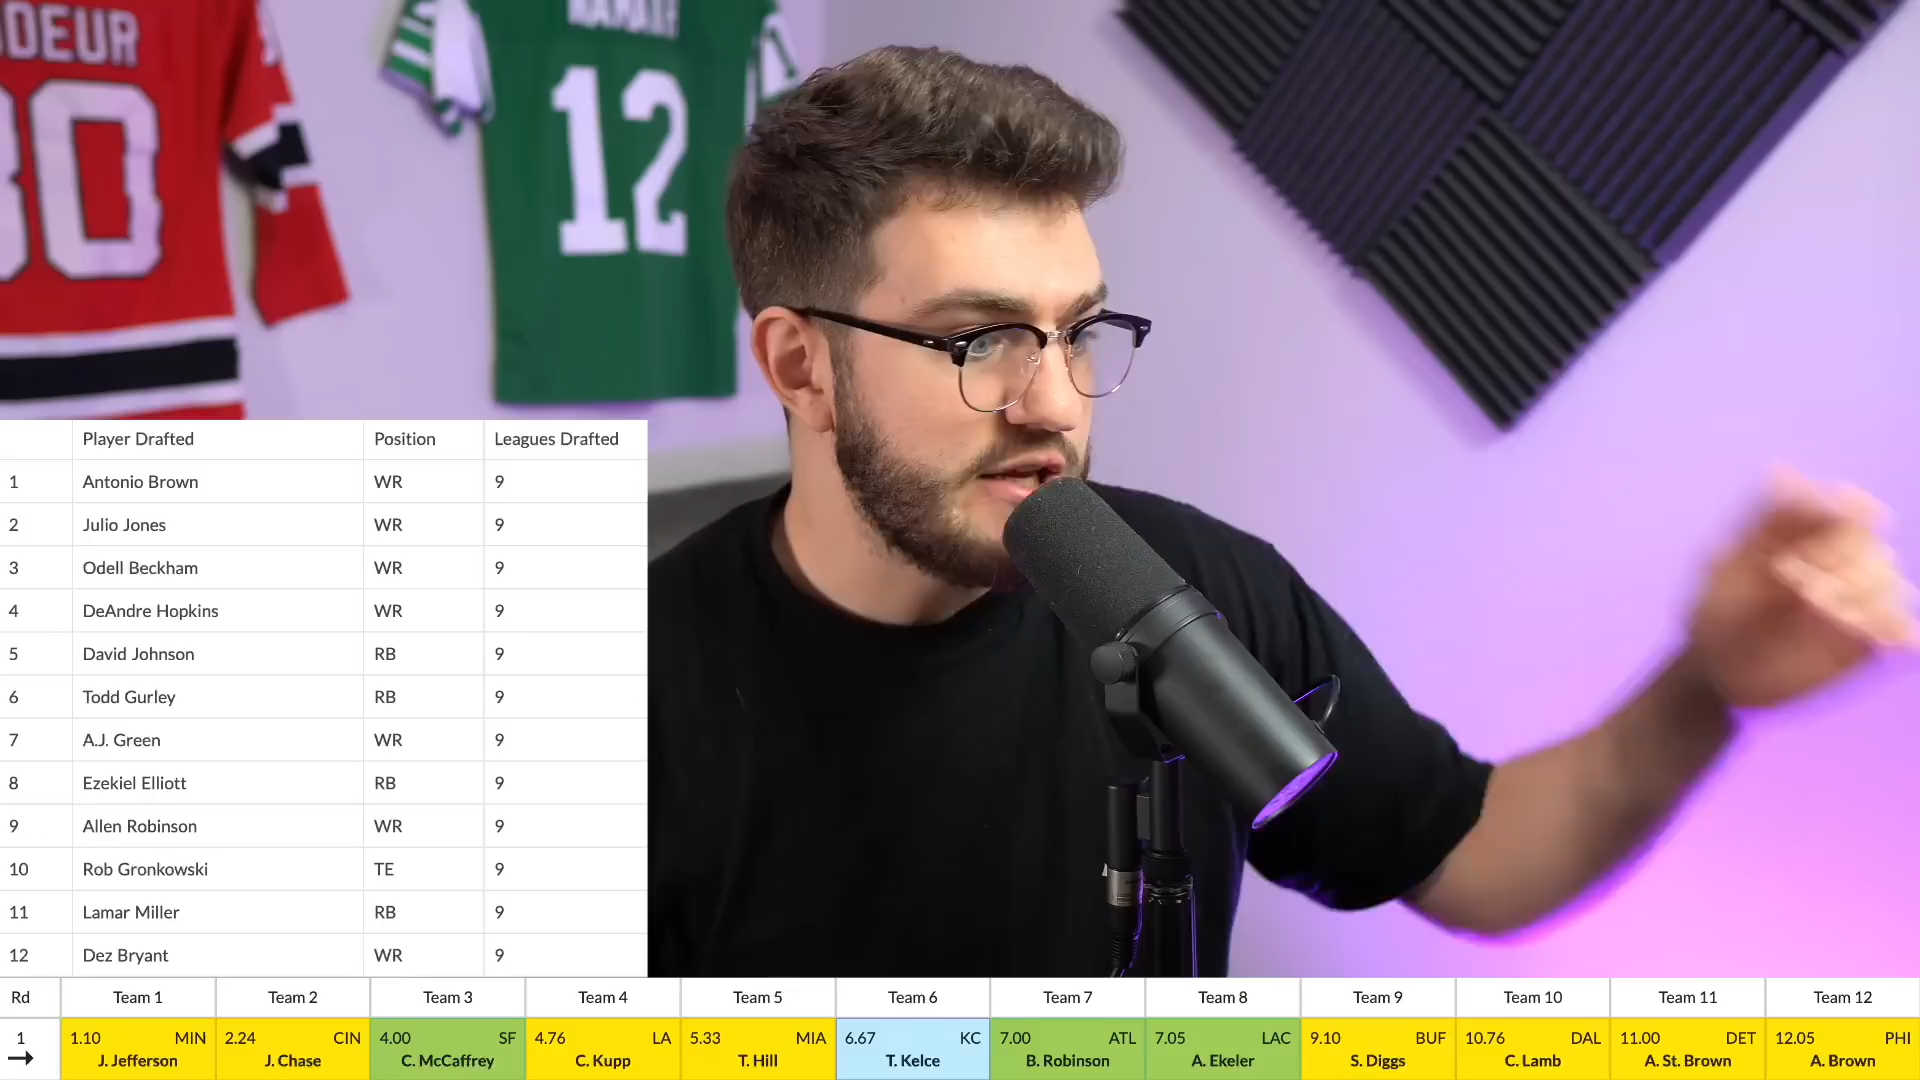 12
Player Drafted Position Leagues Drafted
1 Antonio Brown WR 9
2 Julio Jones WR 9
3 Odell Beckham WR 9
4 DeAndre Hopkins WR 9
5 David Johnson RB 9
6 Todd Gurley RB 9
7 A.J. Green WR 9
8 Ezekiel Elliott RB 9
9 Allen Robinson WR 9
10 Rob Gronkowski TE 9
11 Lamar Miller RB 9
12 Dez Bryant WR 9
Rd Team 1 Team 2 Team 3 Team 4 Team 5 Team 6 Team 7 Team 8 Team 9 Team 10 Team 11 Team 12
1 1.10 MIN 2.24 CIN 4.00 SF 4.76 LA 5.33 MIA 6.67 KC 7.00 ATL 7.05 LAC 9.10 BUF 10.76 DAL 11.00 DET 12.05 PHI
J. Jefferson J. Chase C. McCaffrey C. Kupp T. Hill T. Kelce B. Robinson A. Ekeler S. Diggs C. Lamb A. St. Brown A. Brown